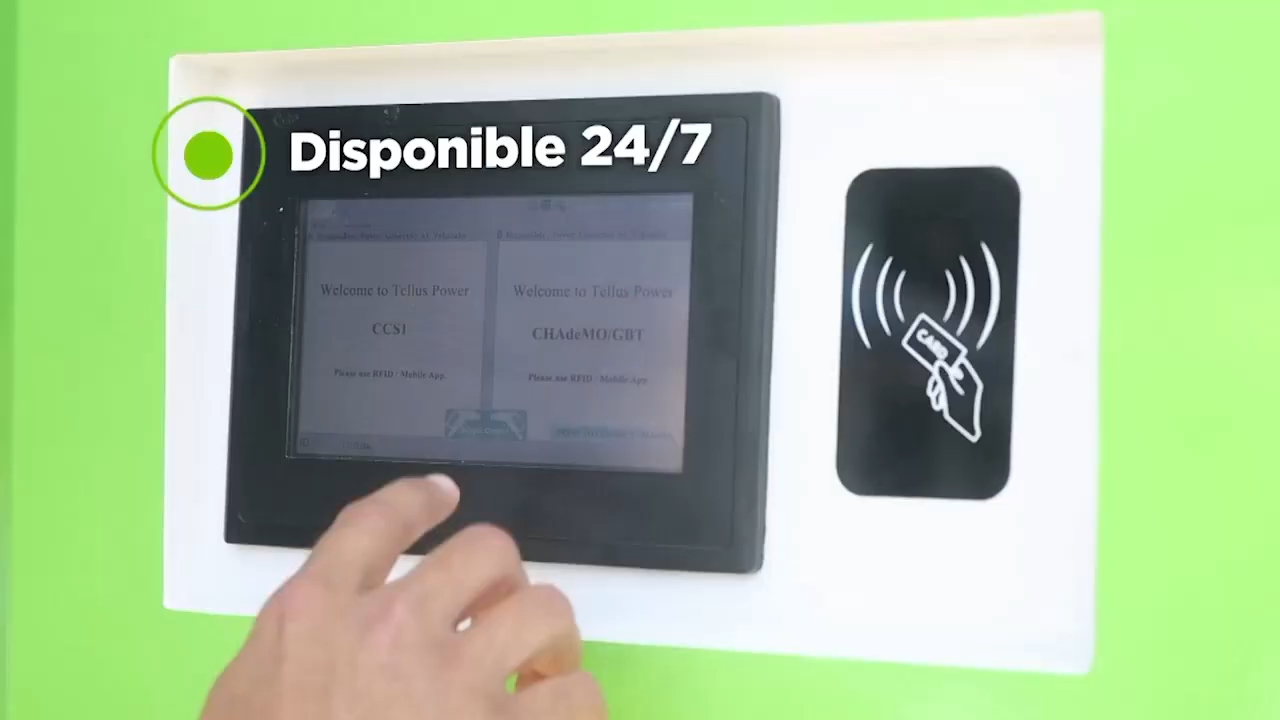 Disponible 24/7
Welcome to Tellus Power
CCS1
Please use RFID / Mobile App.
Welcome to Tellus Power
CHAdeMO/GBT
Please use RFID / Mobile App
CARD